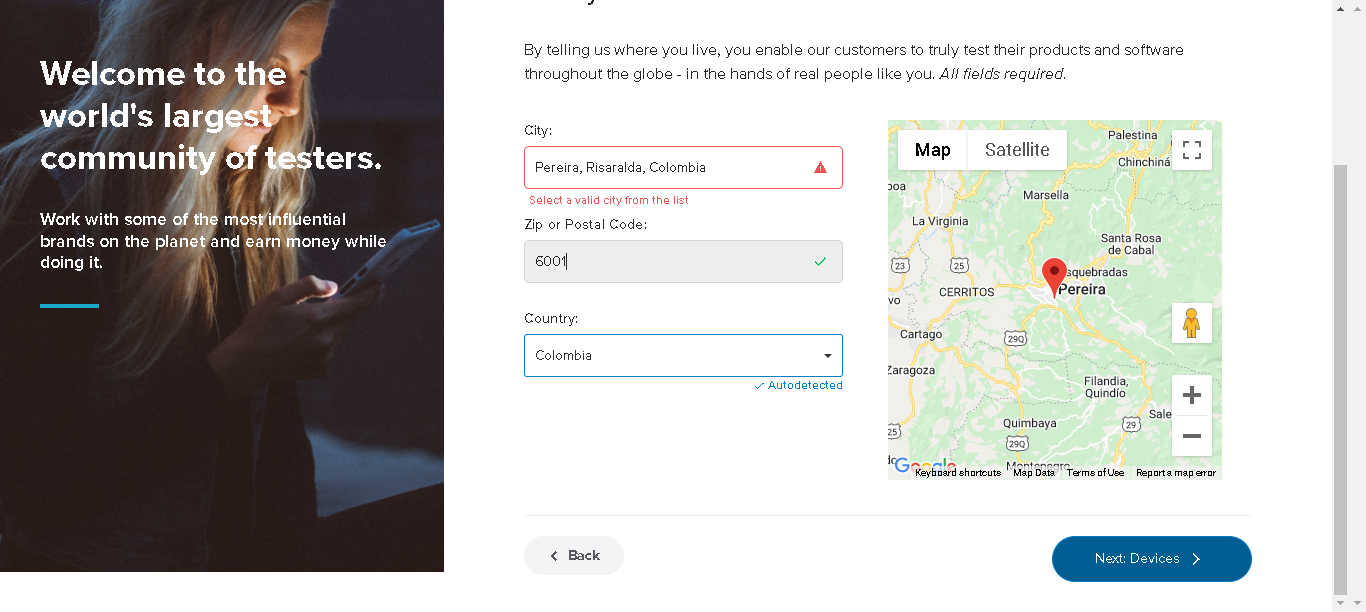 Welcome to the
world's largest
community of testers.
Work with some of the most influential
brands on the planet and earn money while
doing it.
By telling us where you live, you enable our customers to truly test their products and software
throughout the globe - in the hands of real people like you. All fields required.
City:
Pereira, Risaralda, Colombia
Select a valid city from the list
Zip or Postal Code:
6001
Country:
Colombia
Autodetected
Map
Satellite
Palestina
Chinchiná
Marsella
La Virginia
Santa Rosa
de Cabal
23
25
CERRITOS
Pereira
Cartago
29Q
Zaragoza
Filandia,
Quindío
29
Quimbaya
25
29Q
Montenegro
Google
Keyboard shortcuts
Map Data
Terms of Use
Report a map error
Back
Next: Devices